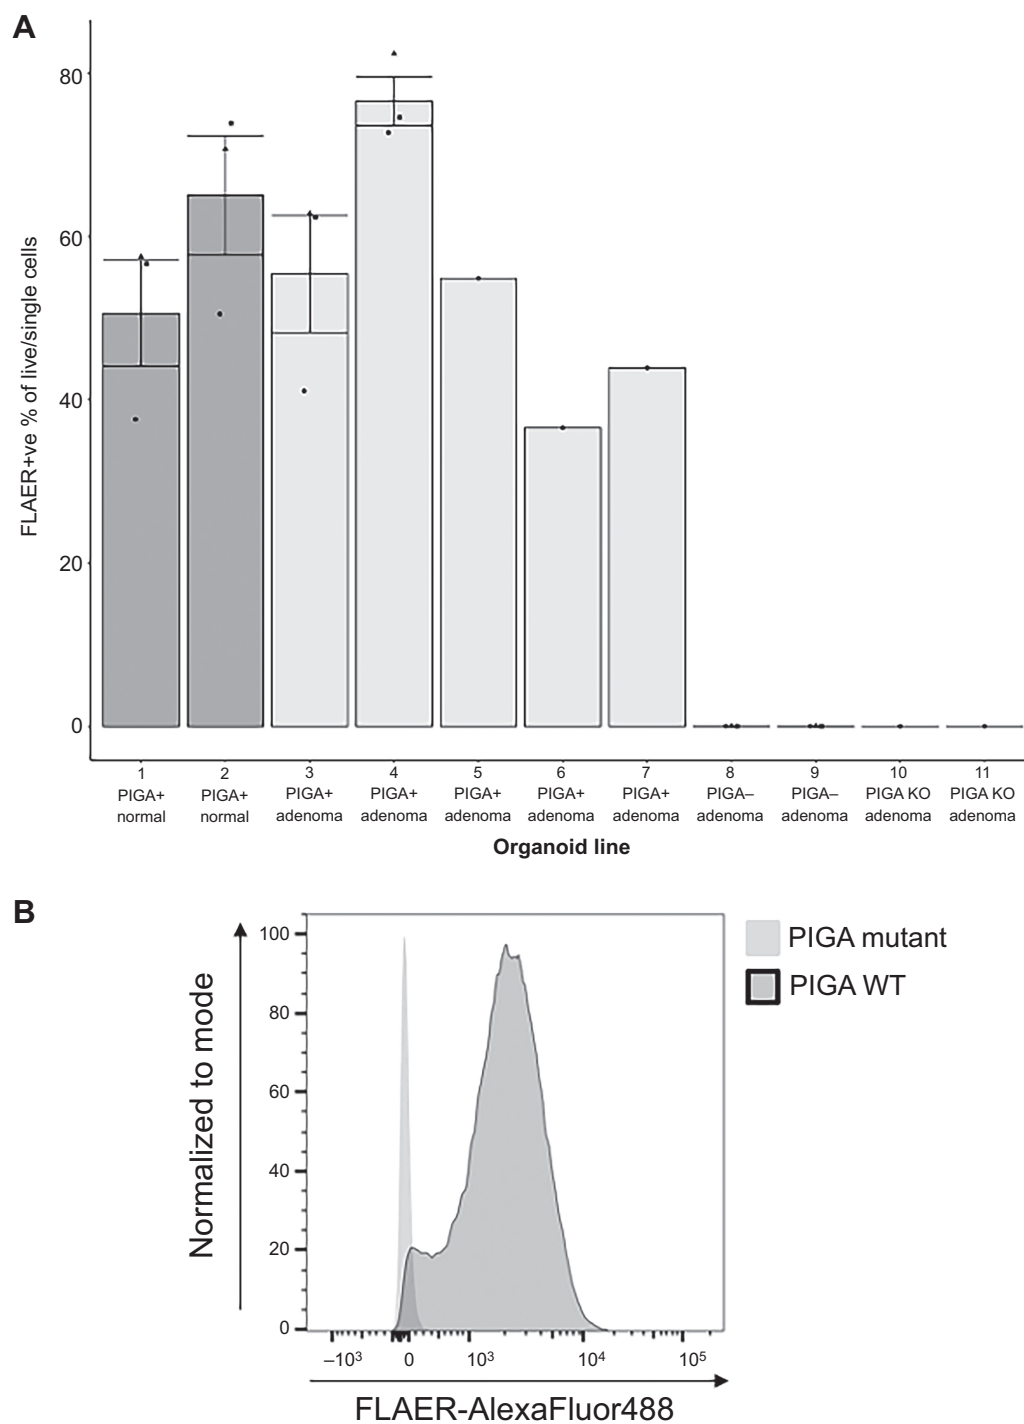 A
FLAER+ve % of live/single cells
80
60
40
20
0
1 2 3 4 5 6 7 8 9 10 11
PIGA+ PIGA+ PIGA+ PIGA+ PIGA+ PIGA+ PIGA+ PIGA– PIGA– PIGA KO PIGA KO
normal normal adenoma adenoma adenoma adenoma adenoma adenoma adenoma adenoma adenoma
Organoid line
B
Normalized to mode
100
80
60
40
20
0
–10³ 0 10³ 10⁴ 10⁵
FLAER-AlexaFluor488
PIGA mutant
PIGA WT